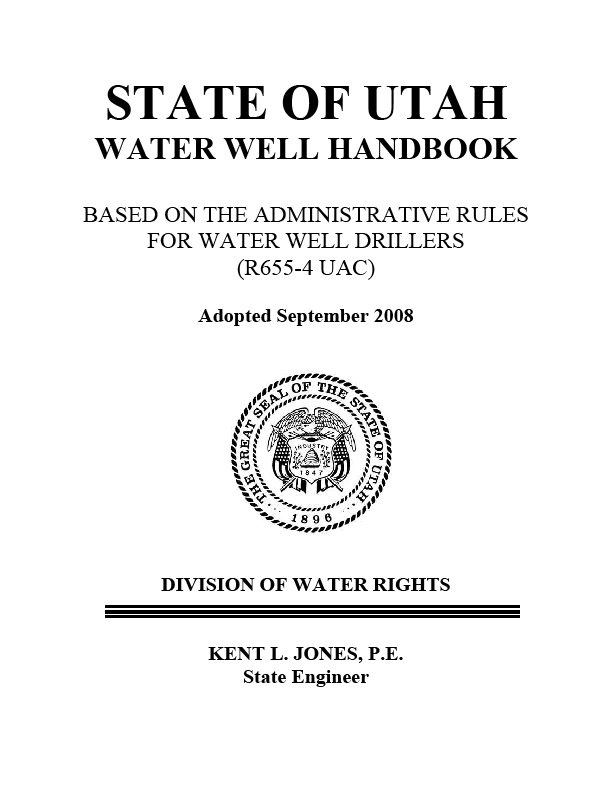 STATE OF UTAH
WATER WELL HANDBOOK
BASED ON THE ADMINISTRATIVE RULES
FOR WATER WELL DRILLERS
(R655-4 UAC)
Adopted September 2008
THE GREAT SEAL OF THE STATE OF UTAH
INDUSTRY
1847
1896
DIVISION OF WATER RIGHTS
KENT L. JONES, P.E.
State Engineer